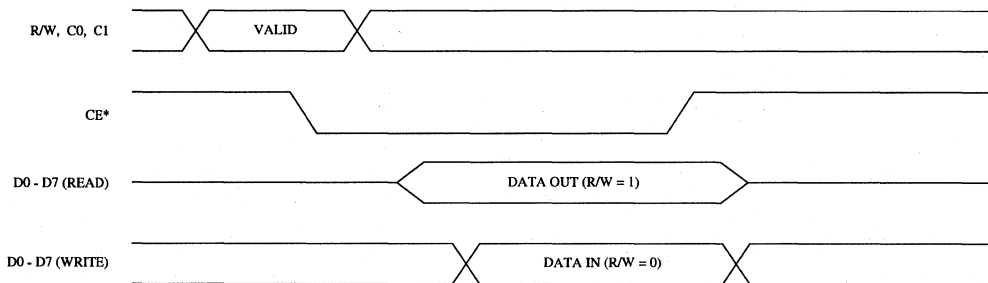 R/W, C0, C1
VALID
CE*
D0 - D7 (READ)
DATA OUT (R/W = 1)
D0 - D7 (WRITE)
DATA IN (R/W = 0)